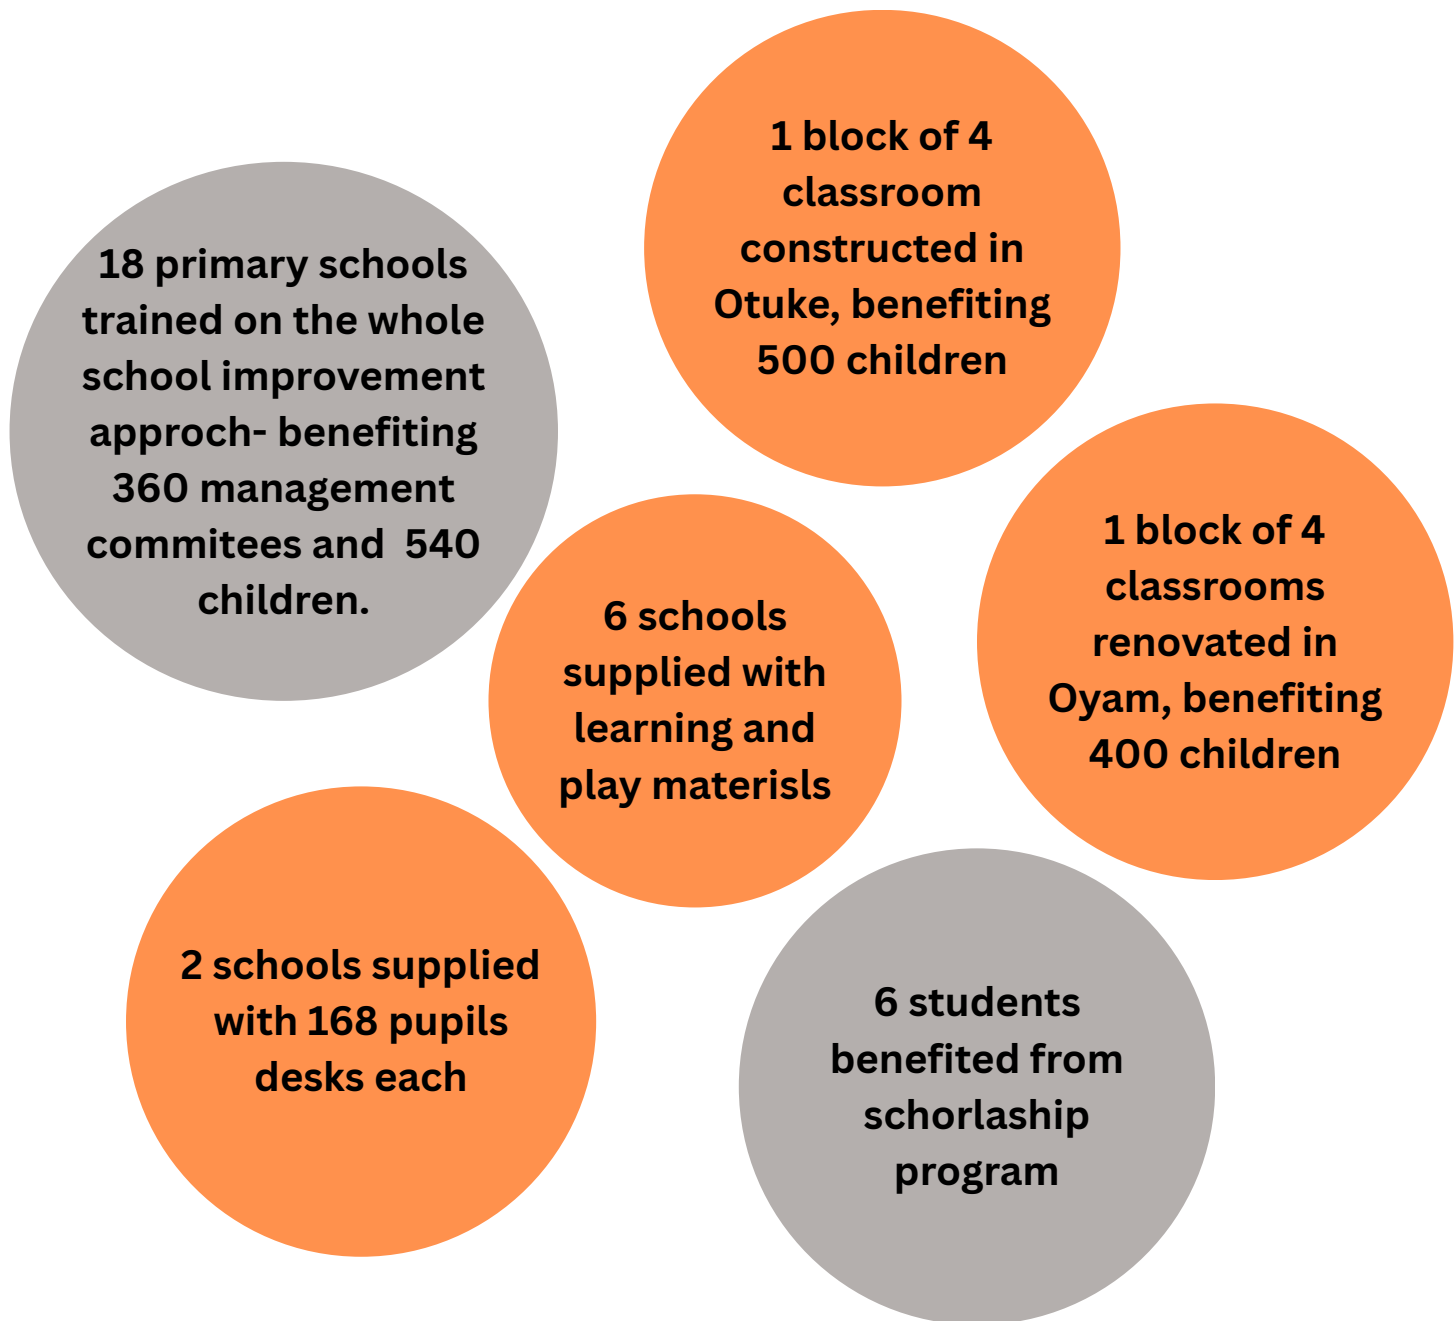 1 block of 4
classroom
constructed in
Otuke, benefiting
500 children
18 primary schools
trained on the whole
school improvement
approch- benefiting
360 management
commitees and  540
children.
1 block of 4
classrooms
renovated in
Oyam, benefiting
400 children
6 schools
supplied with
learning and
play materisls
2 schools supplied
with 168 pupils
desks each
6 students
benefited from
schorlaship
program